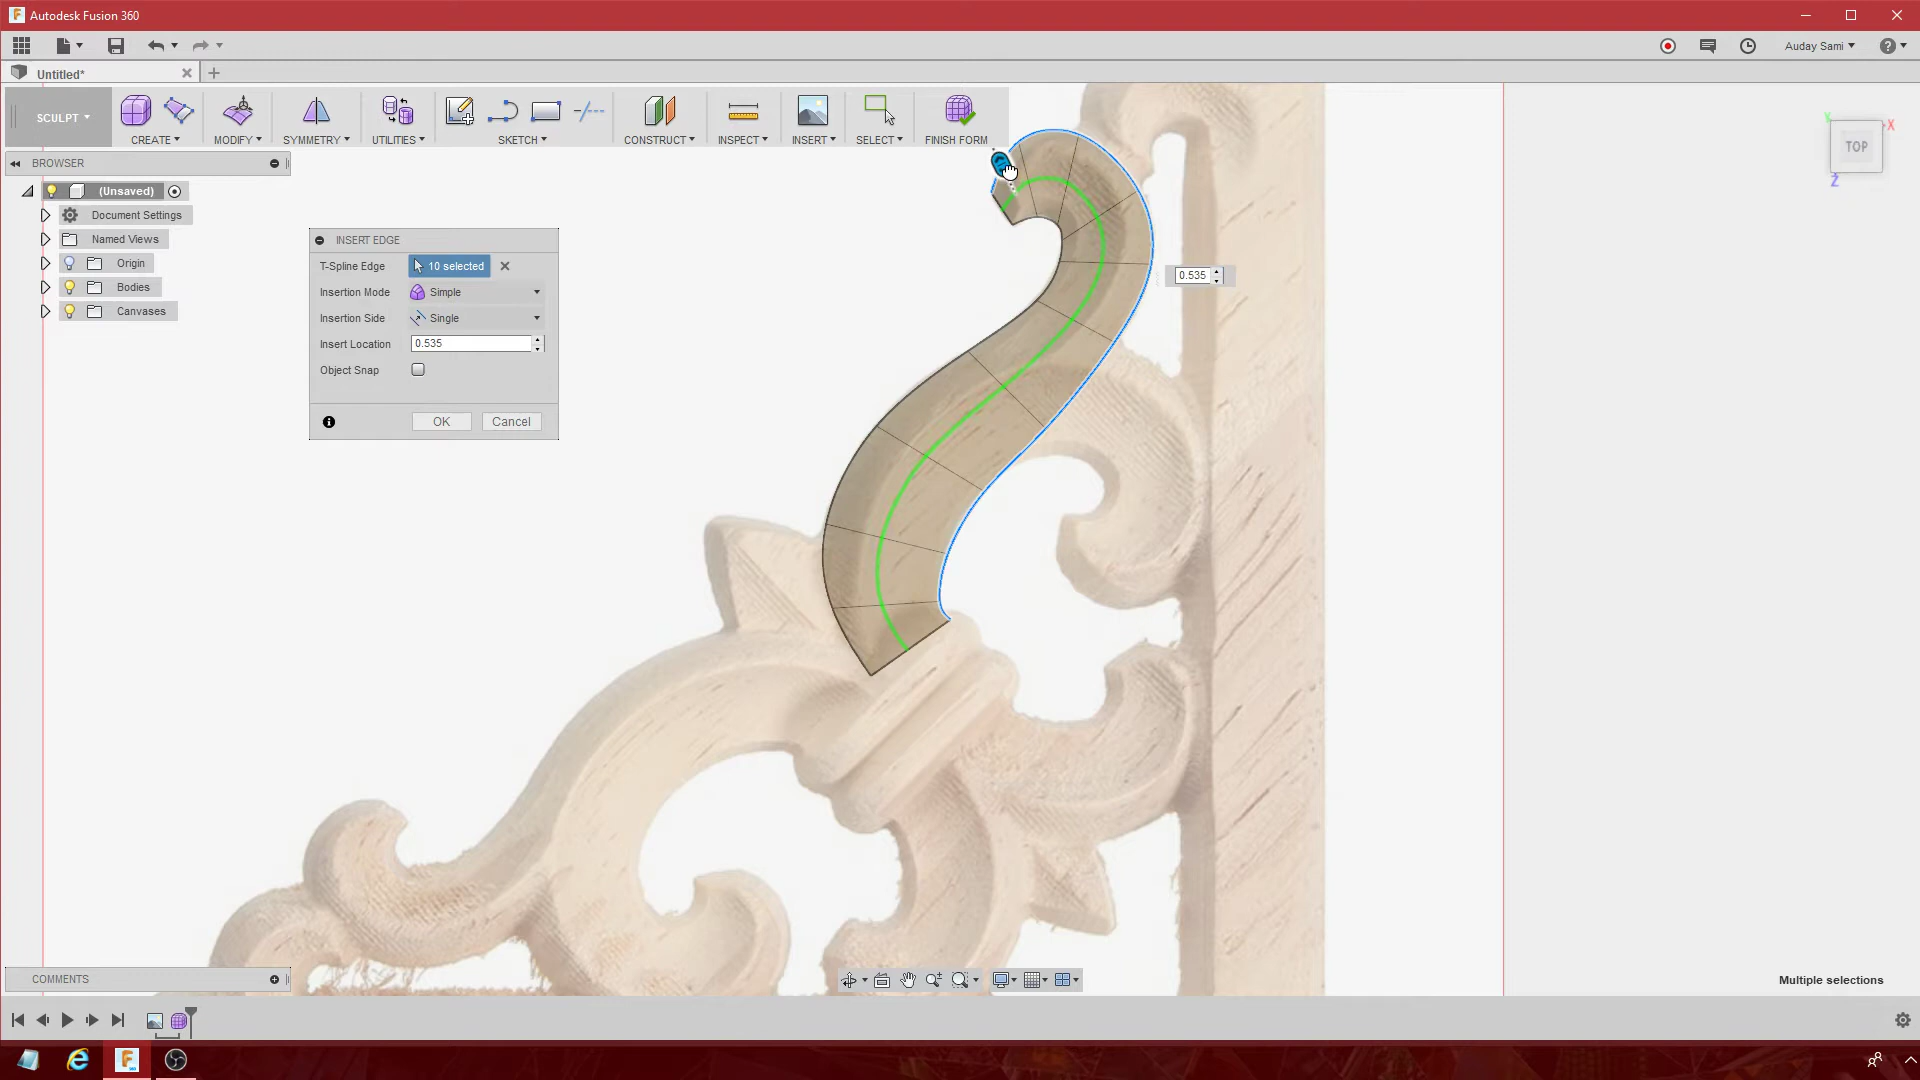 Autodesk Fusion 360
Auday Sami
Untitled*
SCULPT
CREATE
MODIFY
SYMMETRY
UTILITIES
SKETCH
CONSTRUCT
INSPECT
INSERT
SELECT
FINISH FORM
BROWSER
(Unsaved)
Document Settings
Named Views
Origin
Bodies
Canvases
INSERT EDGE
T-Spline Edge 10 selected
Insertion Mode Simple
Insertion Side Single
Insert Location 0.535
Object Snap
OK Cancel
0.535
Y
X
TOP
Z
COMMENTS
Multiple selections